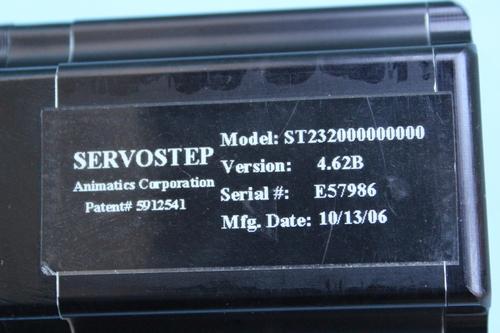 SERVOSTEP
Animatics Corporation
Patent# 5912541
Model: ST232000000000
Version: 4.62B
Serial #: E57986
Mfg. Date: 10/13/06